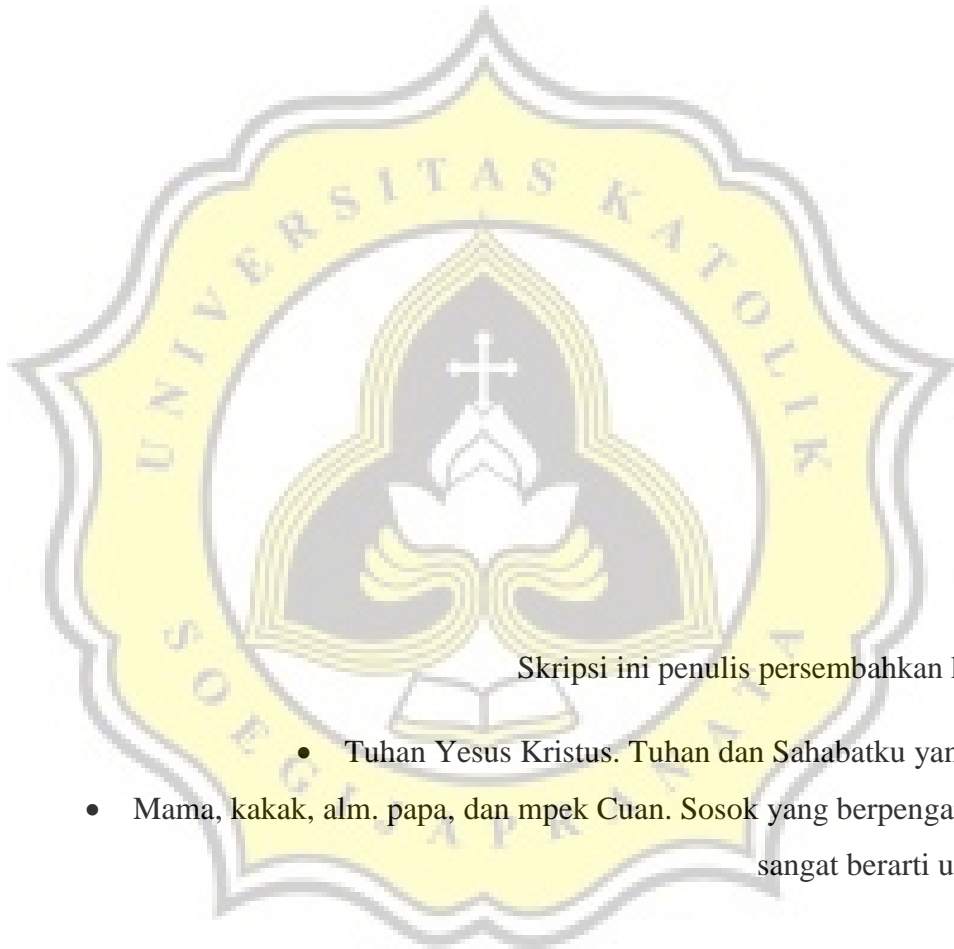 UNIVERSITAS KATOLIK
SOEGIJAPRANATA
Skripsi ini penulis persembahkan
• Tuhan Yesus Kristus. Tuhan dan Sahabatku
• Mama, kakak, alm. papa, dan mpek Cuan. Sosok yang
sangat berarti